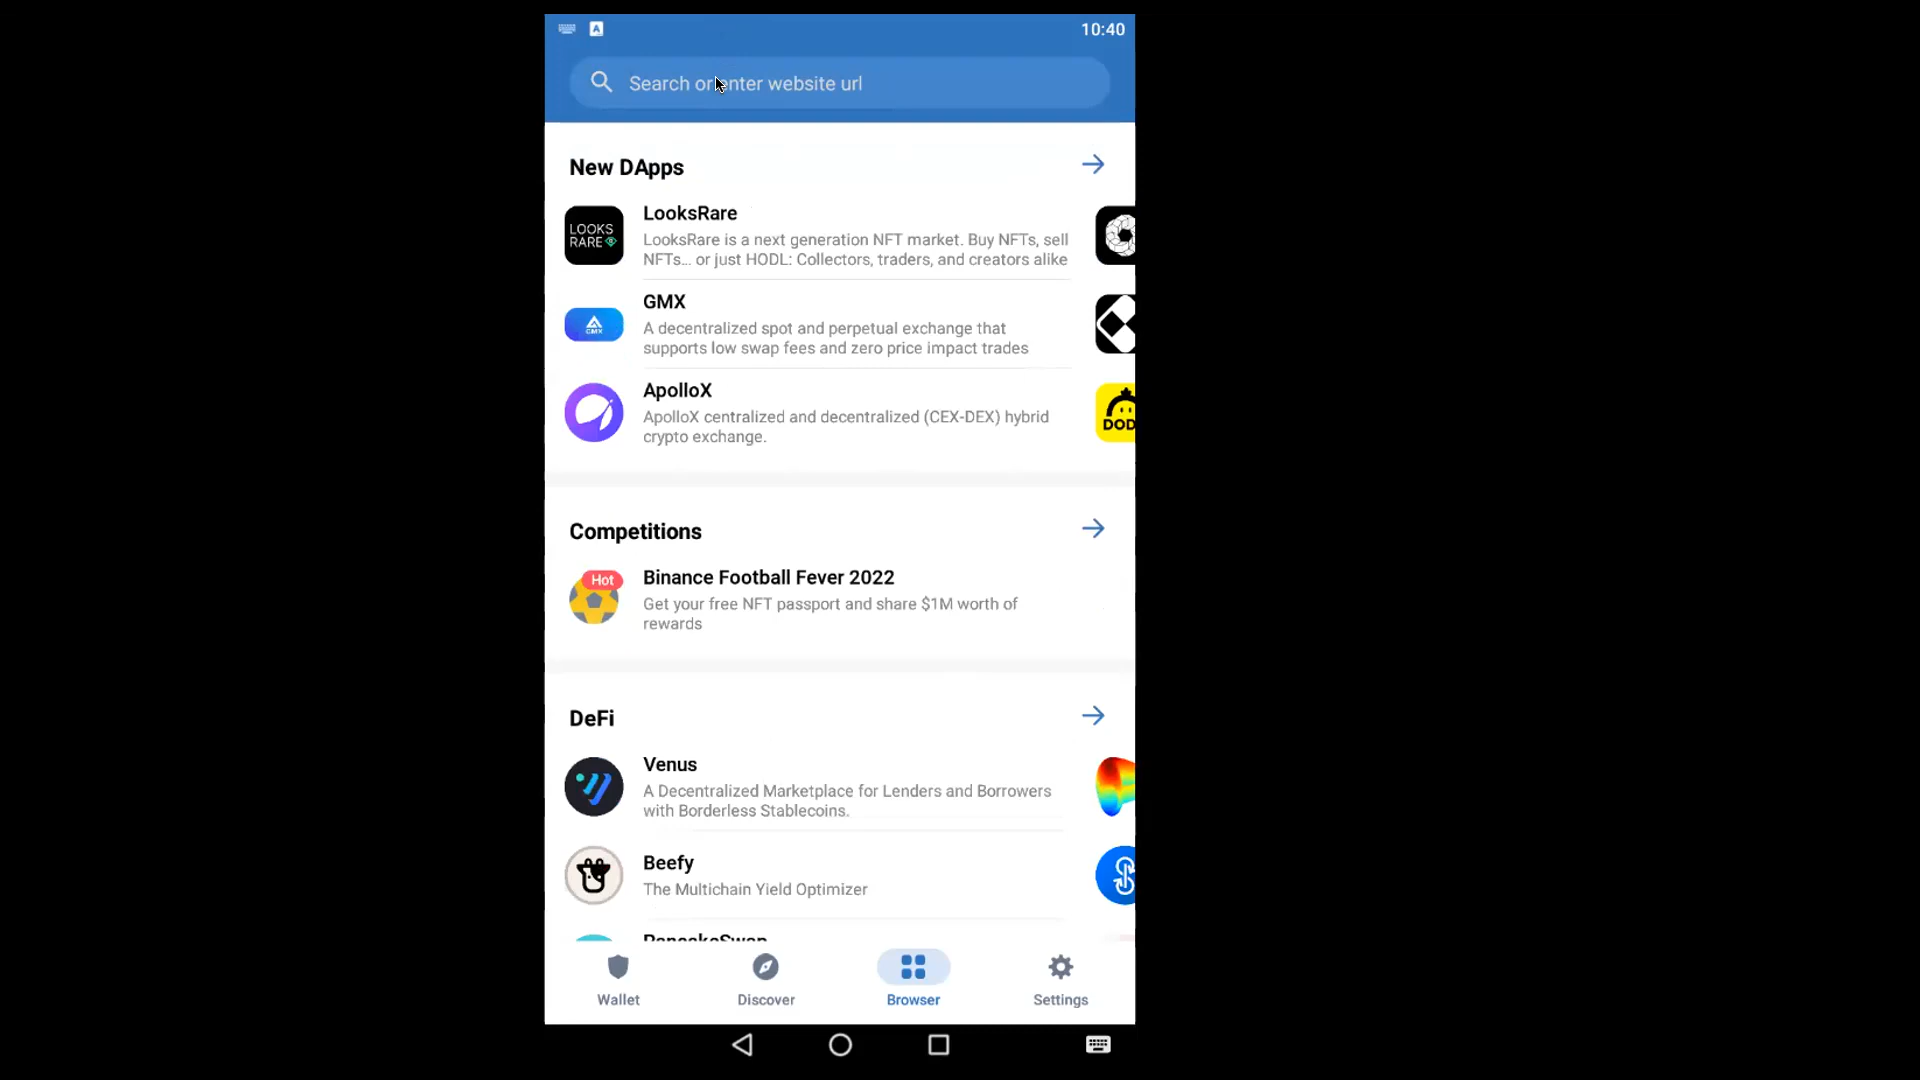 10:40
Search or enter website url
New DApps
LOOKS
RARE
LooksRare
LooksRare is a next generation NFT market. Buy NFTs, sell
NFTs... or just HODL: Collectors, traders, and creators alike
GMX
GMX
A decentralized spot and perpetual exchange that
supports low swap fees and zero price impact trades
ApolloX
ApolloX centralized and decentralized (CEX-DEX) hybrid
crypto exchange.
DOD
Competitions
Hot
Binance Football Fever 2022
Get your free NFT passport and share $1M worth of
rewards
DeFi
Venus
A Decentralized Marketplace for Lenders and Borrowers
with Borderless Stablecoins.
Beefy
The Multichain Yield Optimizer
PancakeSwap
Wallet
Discover
Browser
Settings